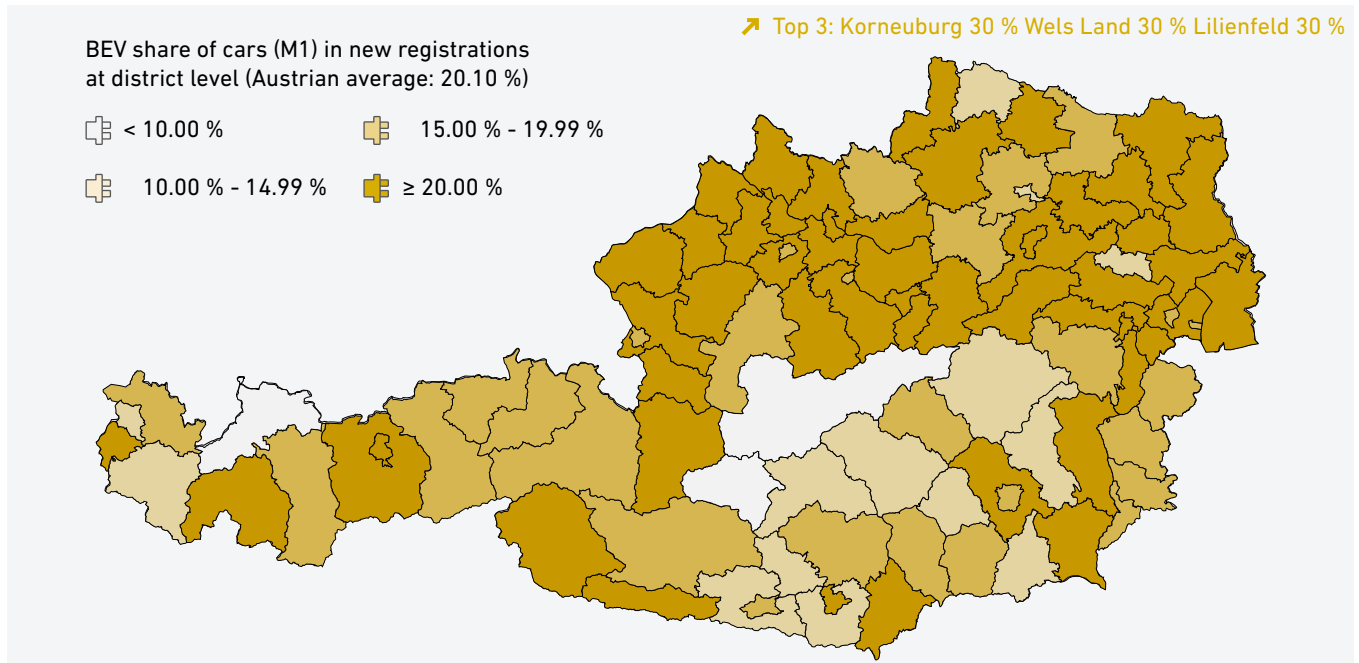 ↗ Top 3: Korneuburg 30 % Wels Land 30 % Lilienfeld 30 %
BEV share of cars (M1) in new registrations
at district level (Austrian average: 20.10 %)
< 10.00 %
15.00 % - 19.99 %
10.00 % - 14.99 %
≥ 20.00 %